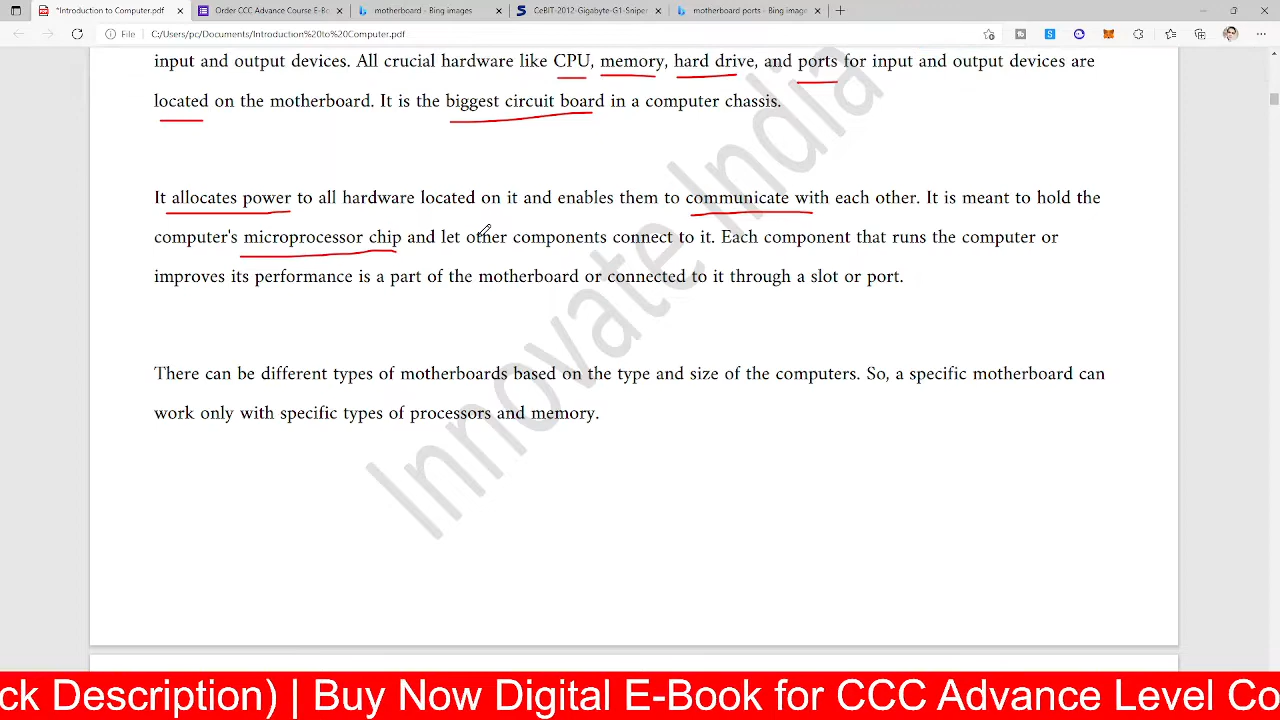 *Introduction to Computer.pdf
Order CCC Advance Course E-Bo
motherboard - Bing images
CeBIT-2012-Gigabyte-G1-Sniper
motherboard ports - Bing image
File
C:/Users/pc/Documents/Introduction%20to%20Computer.pdf
input and output devices. All crucial hardware like CPU, memory, hard drive, and ports for input and output devices are
located on the motherboard. It is the biggest circuit board in a computer chassis.
It allocates power to all hardware located on it and enables them to communicate with each other. It is meant to hold the
computer's microprocessor chip and let other components connect to it. Each component that runs the computer or
improves its performance is a part of the motherboard or connected to it through a slot or port.
There can be different types of motherboards based on the type and size of the computers. So, a specific motherboard can
work only with specific types of processors and memory.
Innovate India
ck Description) | Buy Now Digital E-Book for CCC Advance Level Co